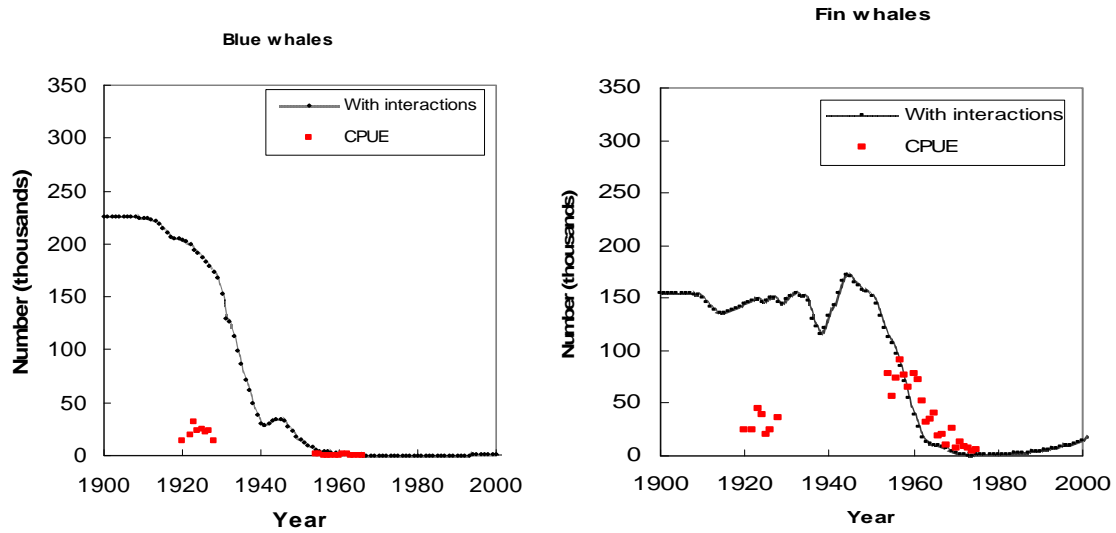 Blue whales
350
300
250
200
150
100
50
0
Number (thousands)
With interactions
CPUE
1900 1920 1940 1960 1980 2000
Year
Fin whales
350
300
250
200
150
100
50
0
Number (thousands)
With interactions
CPUE
1900 1920 1940 1960 1980 2000
Year